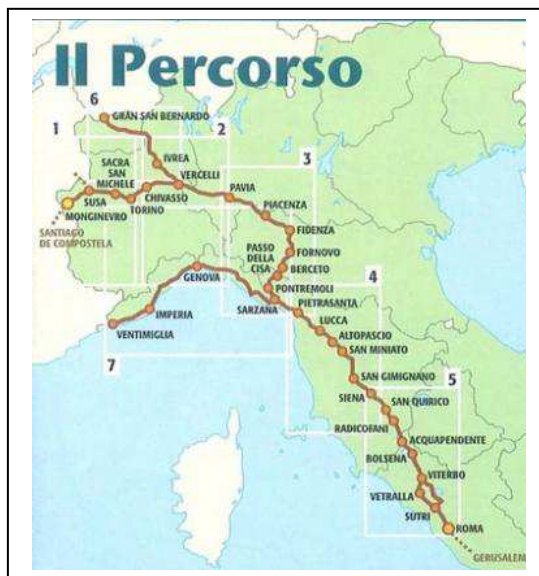 Il Percorso
6
GRAN SAN BERNARDO
1
2
IVREA
3
SACRA
SAN
MICHELE
VERCELLI
SUSA
CHIVASSO
PAVIA
MONGINEVRO
TORINO
PIACENZA
SANTIAGO
DE COMPOSTELA
FIDENZA
PASSO
DELLA
CISA
FORNOVO
BERCETO
4
GENOVA
PONTREMOLI
SARZANA
PIETRASANTA
IMPERIA
LUCCA
VENTIMIGLIA
ALTOPASCIO
SAN MINIATO
7
SAN GIMIGNANO
5
SIENA
SAN QUIRICO
RADICOFANI
ACQUAPENDENTE
BOLSENA
VITERBO
VETRALLA
SUTRI
ROMA